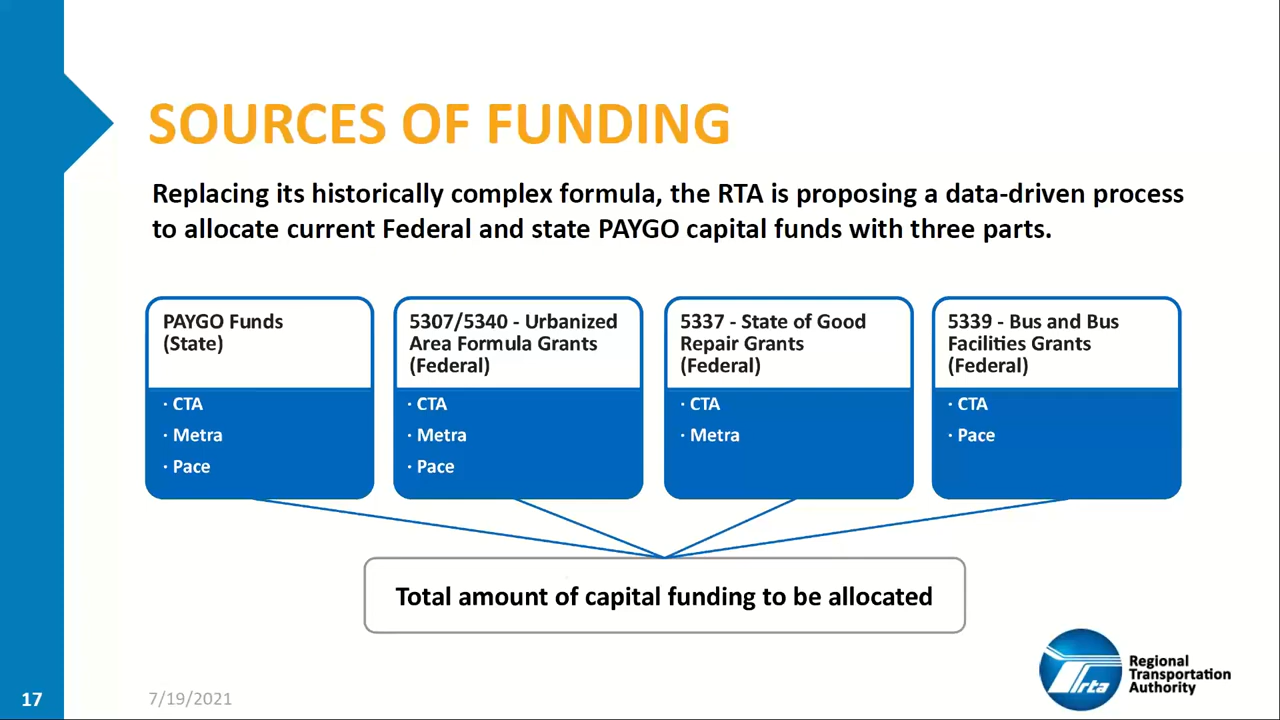 SOURCES OF FUNDING
Replacing its historically complex formula, the RTA is proposing a data-driven process
to allocate current Federal and state PAYGO capital funds with three parts.
PAYGO Funds
(State)
· CTA
· Metra
· Pace
5307/5340 - Urbanized
Area Formula Grants
(Federal)
· CTA
· Metra
· Pace
5337 - State of Good
Repair Grants
(Federal)
· CTA
· Metra
5339 - Bus and Bus
Facilities Grants
(Federal)
· CTA
· Pace
Total amount of capital funding to be allocated
rta
Regional
Transportation
Authority
17
7/19/2021